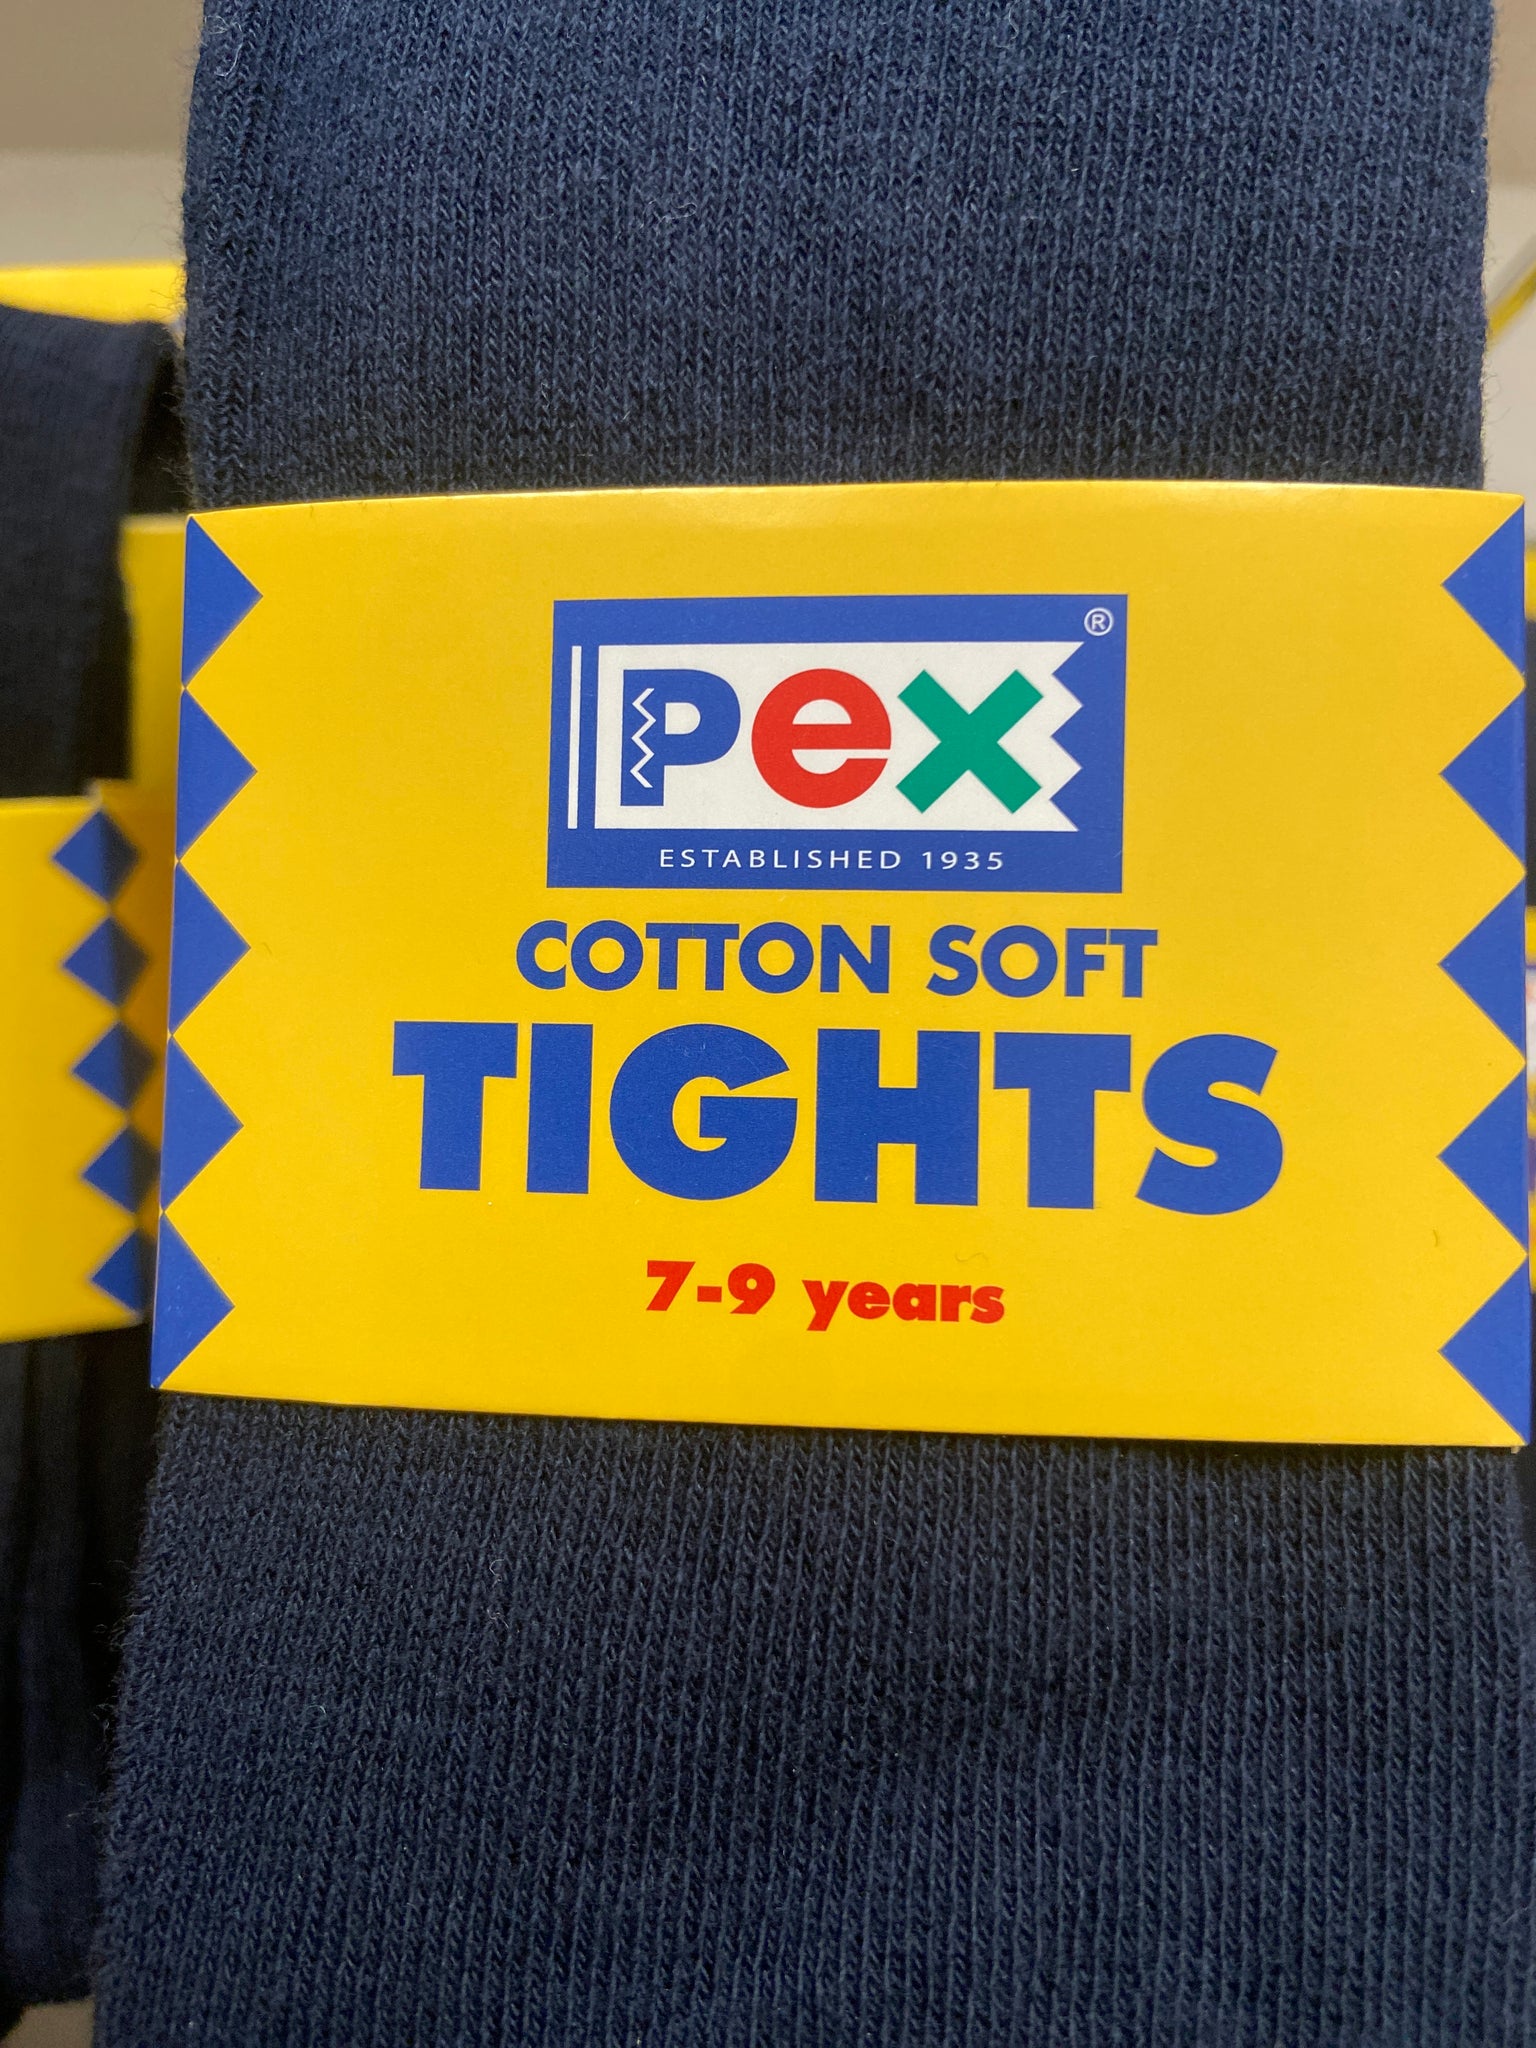 pex®
ESTABLISHED 1935
COTTON SOFT
TIGHTS
7-9 years